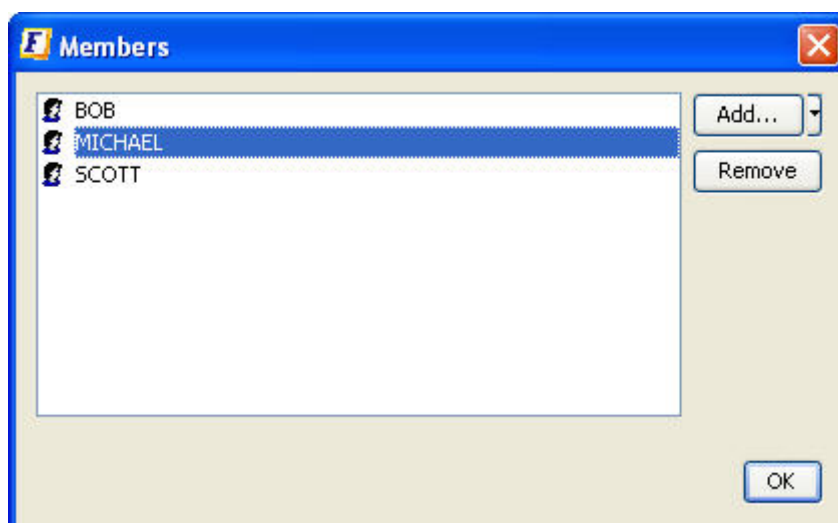 F Members
BOB
MICHAEL
SCOTT
Add...
Remove
OK